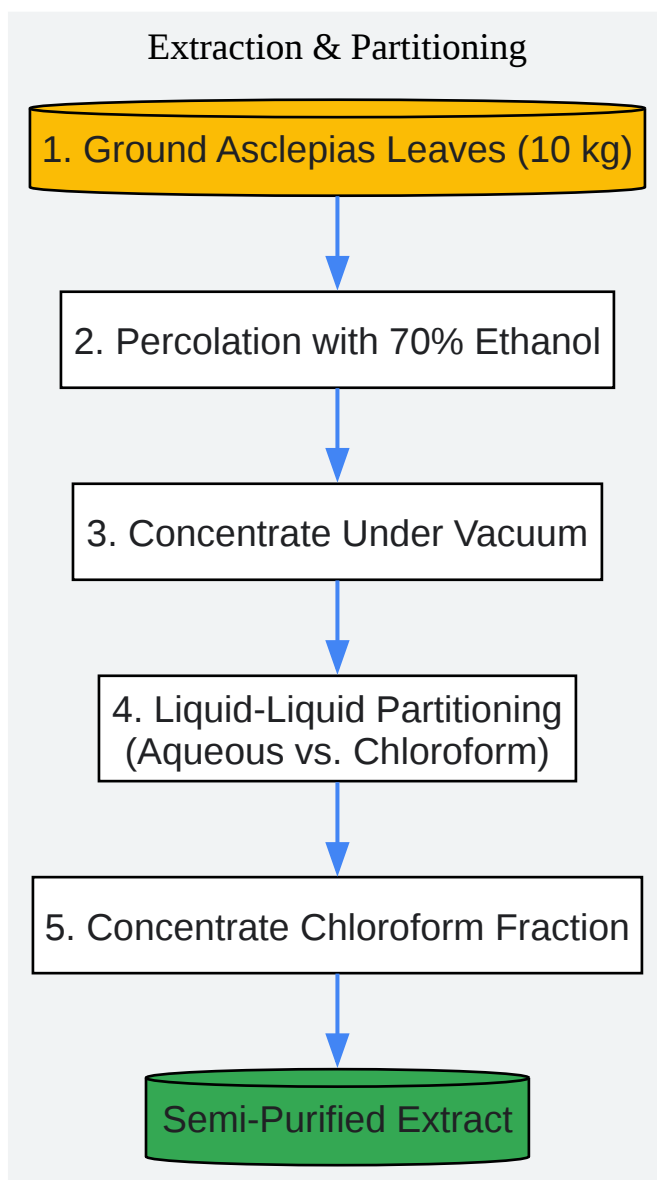 Extraction & Partitioning
1. Ground Asclepias Leaves (10 kg)
2. Percolation with 70% Ethanol
3. Concentrate Under Vacuum
4. Liquid-Liquid Partitioning
(Aqueous vs. Chloroform)
5. Concentrate Chloroform Fraction
Semi-Purified Extract